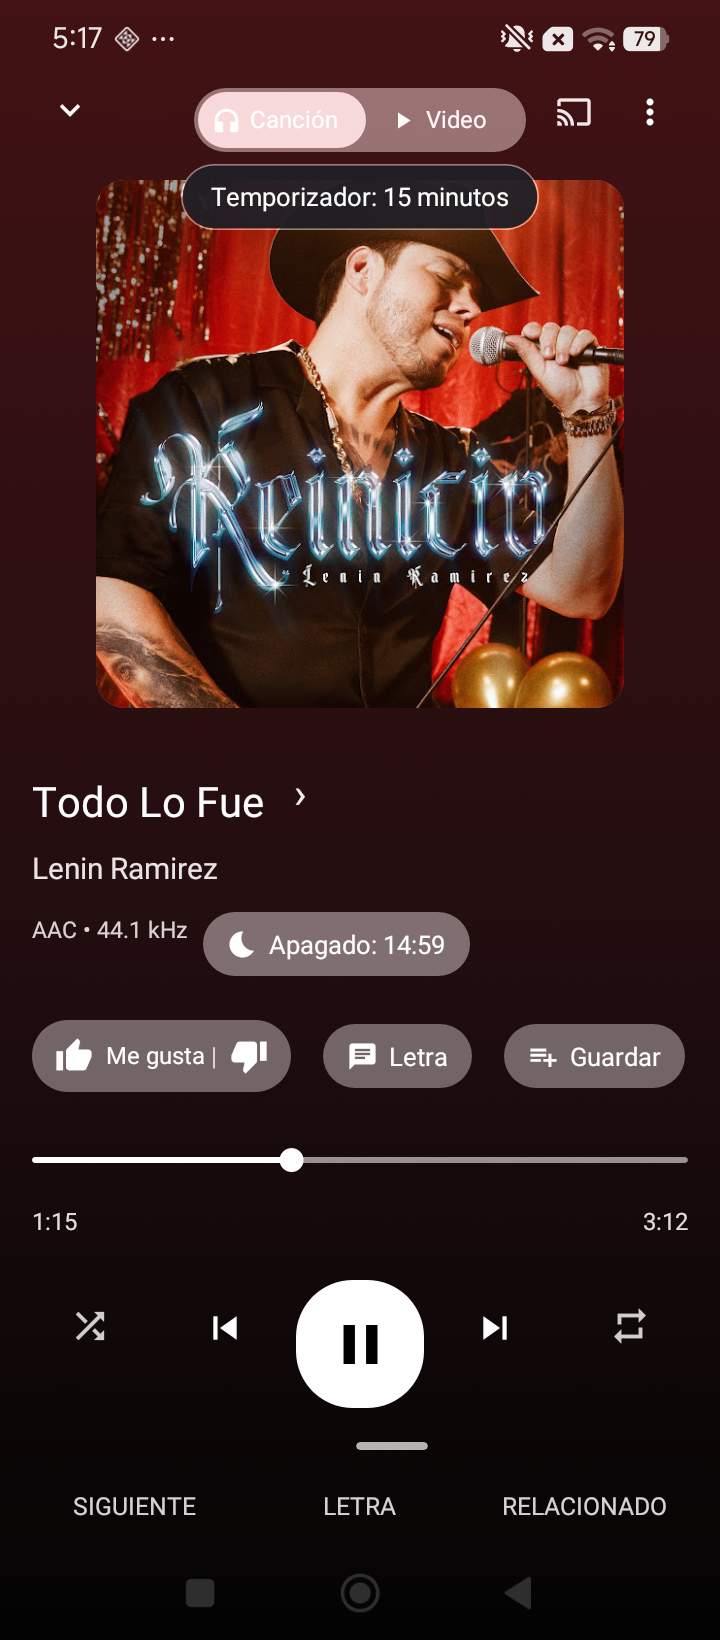 5:17
79
Canción
Video
Temporizador: 15 minutos
Reinicio
Lenin Ramirez
Todo Lo Fue
Lenin Ramirez
AAC • 44.1 kHz
Apagado: 14:59
Me gusta |
Letra
Guardar
1:15
3:12
SIGUIENTE
LETRA
RELACIONADO